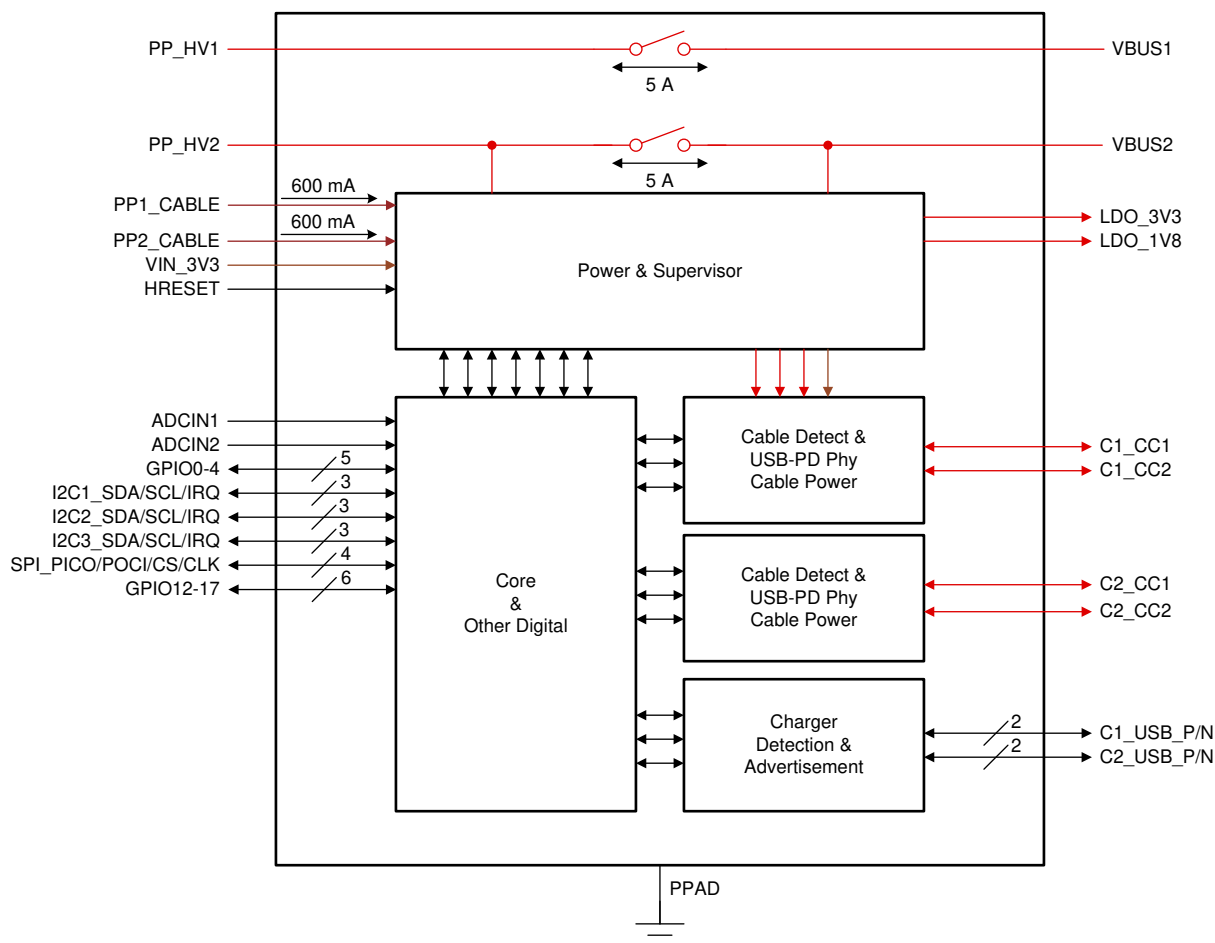 PP_HV1
VBUS1
5 A
PP_HV2
VBUS2
5 A
600 mA
PP1_CABLE
600 mA
PP2_CABLE
VIN_3V3
HRESET
LDO_3V3
LDO_1V8
Power & Supervisor
ADCIN1
ADCIN2
GPIO0-4
5
I2C1_SDA/SCL/IRQ
3
I2C2_SDA/SCL/IRQ
3
I2C3_SDA/SCL/IRQ
3
SPI_PICO/POCI/CS/CLK
4
GPIO12-17
6
Core
&
Other Digital
Cable Detect &
USB-PD Phy
Cable Power
C1_CC1
C1_CC2
Cable Detect &
USB-PD Phy
Cable Power
C2_CC1
C2_CC2
Charger
Detection &
Advertisement
2
C1_USB_P/N
2
C2_USB_P/N
PPAD